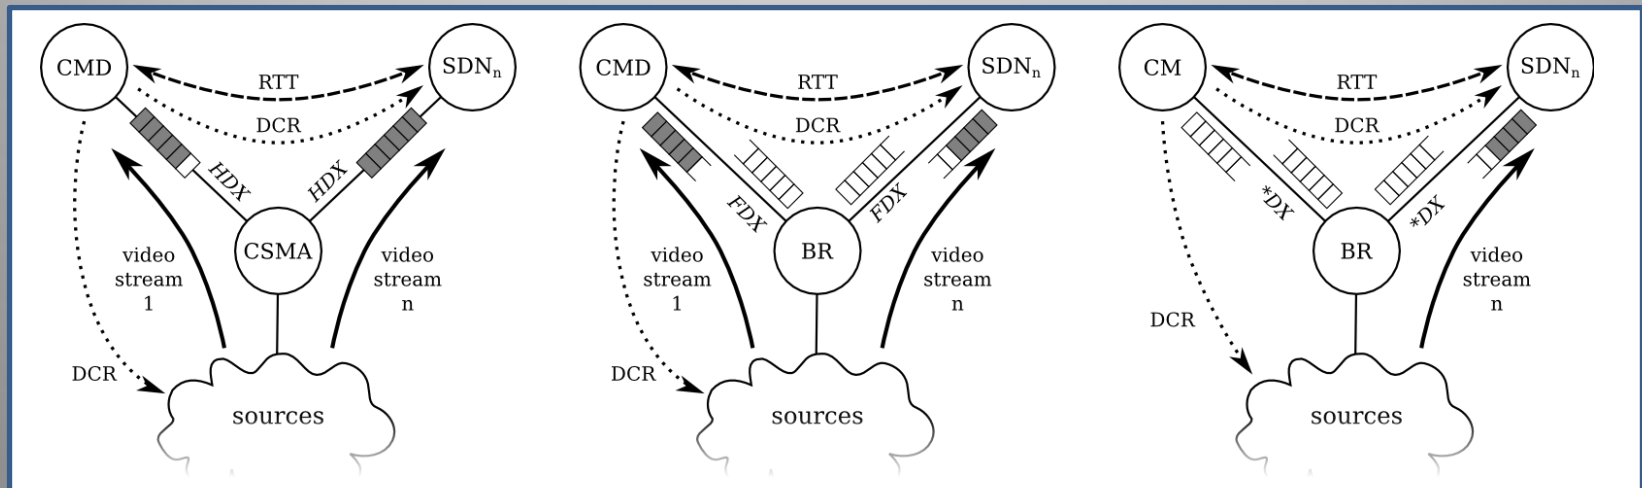 CMD
SDNn
RTT
DCR
HDX
HDX
video
stream
1
CSMA
video
stream
n
DCR
sources
CMD
SDNn
RTT
DCR
FDX
FDX
video
stream
1
BR
video
stream
n
DCR
sources
CM
SDNn
RTT
DCR
*DX
*DX
BR
video
stream
n
DCR
sources